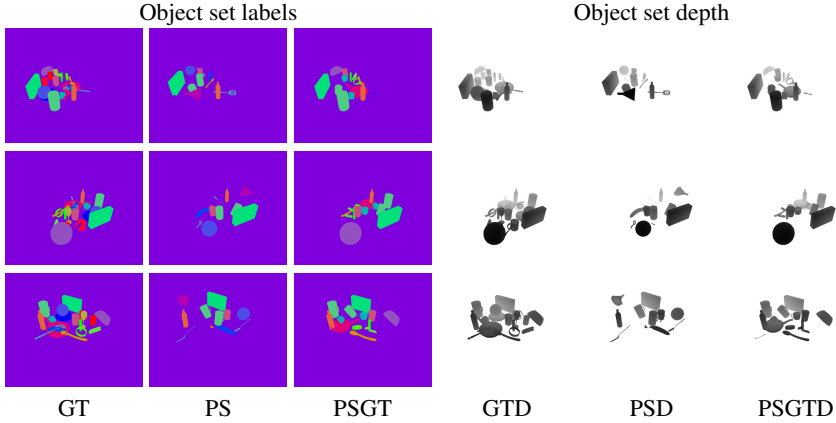 Object set labels Object set depth
GT PS PSGT GTD PSD PSGTD